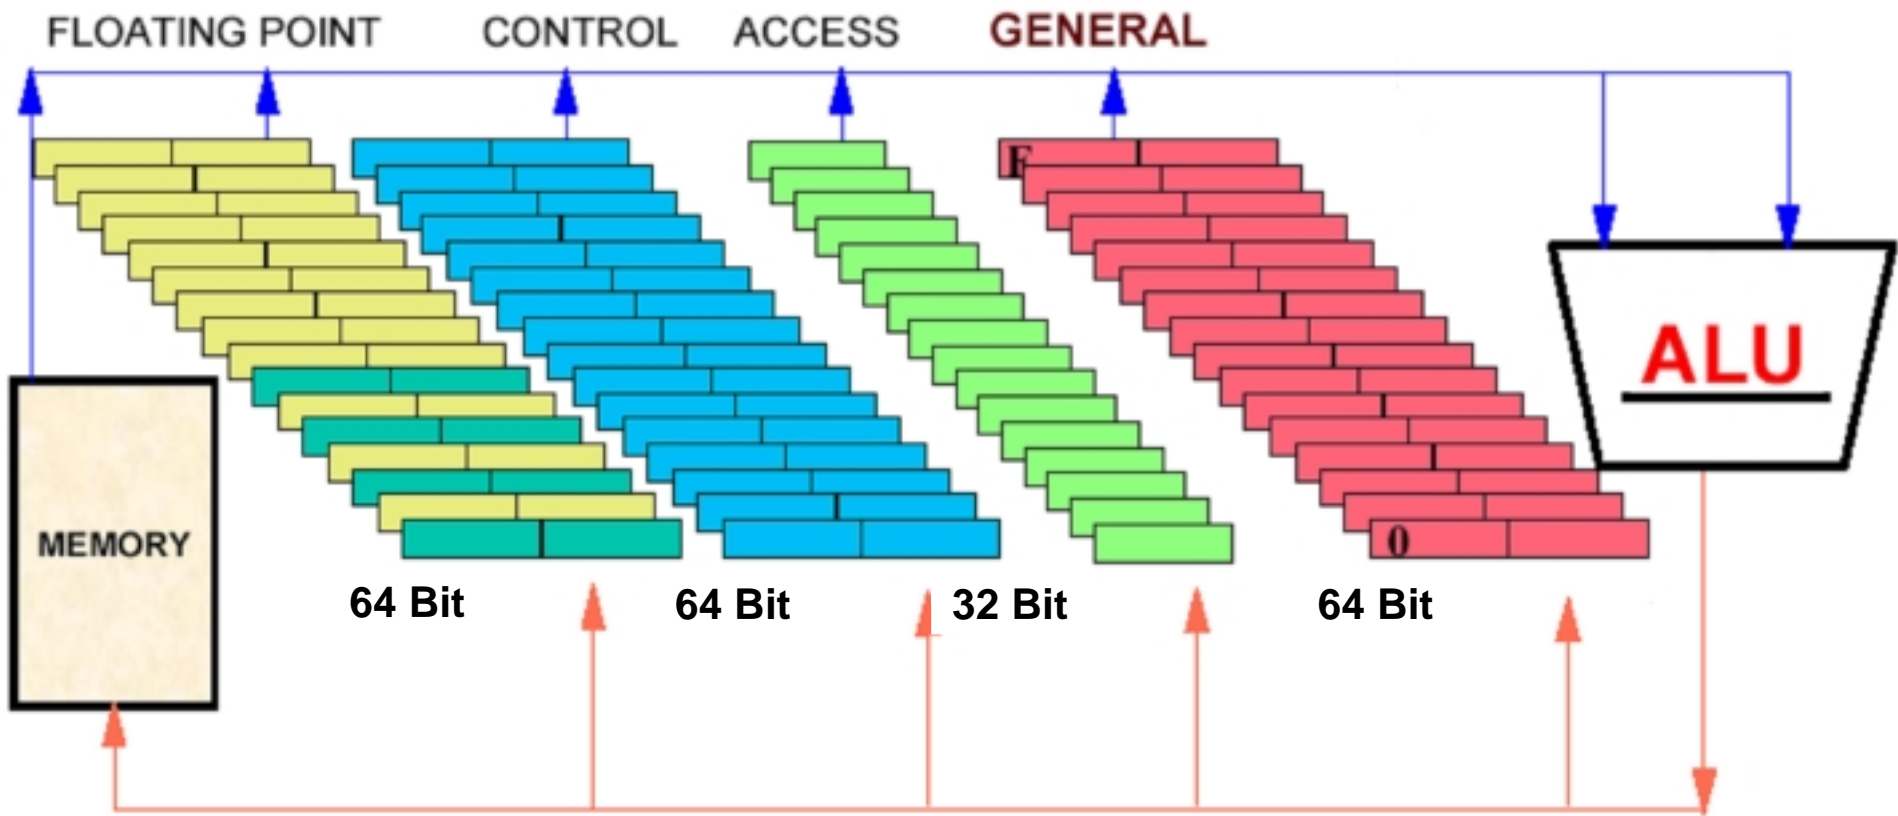 FLOATING POINT CONTROL ACCESS GENERAL
F
ALU
MEMORY
0
64 Bit 64 Bit 32 Bit 64 Bit